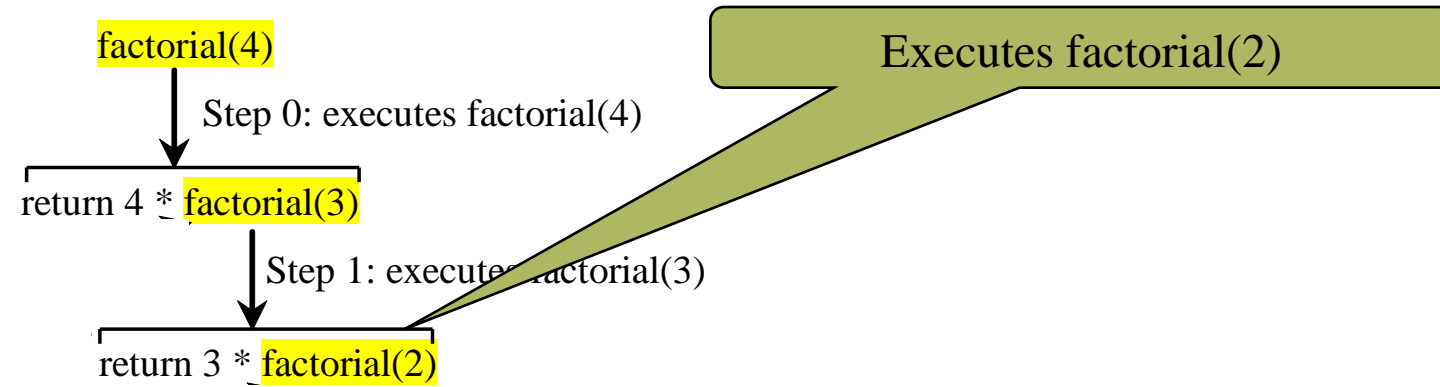 factorial(4)
Executes factorial(2)
Step 0: executes factorial(4)
return 4 * factorial(3)
Step 1: executes factorial(3)
return 3 * factorial(2)